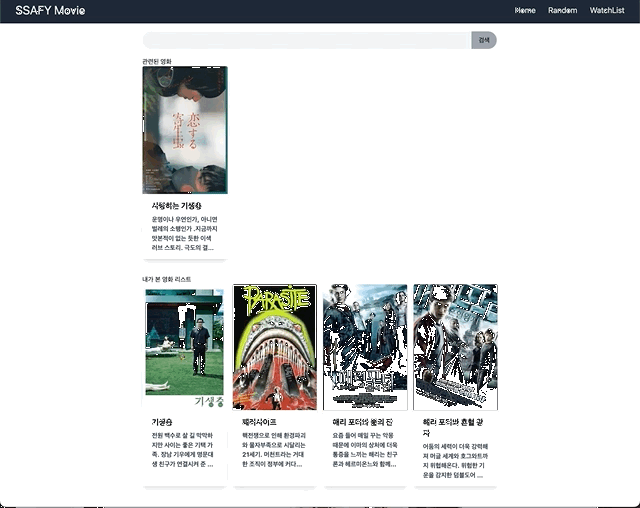 SSAFY Movie
Home Random WatchList
검색
관련된 영화
恋する
寄生虫
사랑하는 기생충
운명이나 우연인가, 아니면
벌레의 소행인가 .지금까지
맛본적이 없는 듯한 이색
러브 스토리. 극도의 결...
내가 본 영화 리스트
기생충
PARASITE
기생충
전원 백수로 살 길 막막하
지만 사이는 좋은 기택 가
족. 장남 기우에게 명문대
생 친구가 연결시켜 준 ...
패러사이트
핵전쟁으로 인해 환경파괴
와 물자부족으로 시달리는
21세기. 머천트라는 거대
한 조직이 정부에 커다...
해리 포터와 불의 잔
요즘 들어 매일 꾸는 악몽
때문에 이마의 상처에 더욱
통증을 느끼는 해리는 친구
론과 헤르미온느와 함께...
해리 포터와 혼혈 왕
자
어둠의 세력이 더욱 강력해
져 머글 세계와 호그와트까
지 위협해온다. 위험한 기
운을 감지한 덤블도어 ...